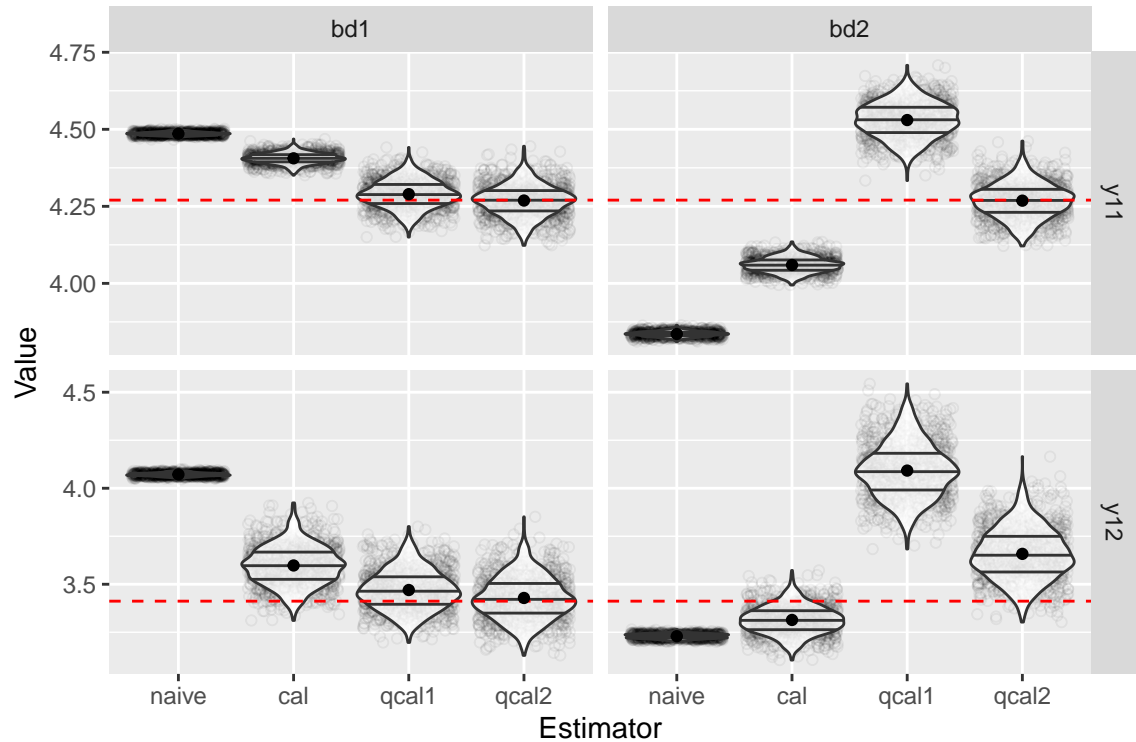 bd1
bd2
4.75
4.50
4.25
4.00
y11
Value
4.5
4.0
3.5
y12
naive cal qcal1 qcal2
naive cal qcal1 qcal2
Estimator